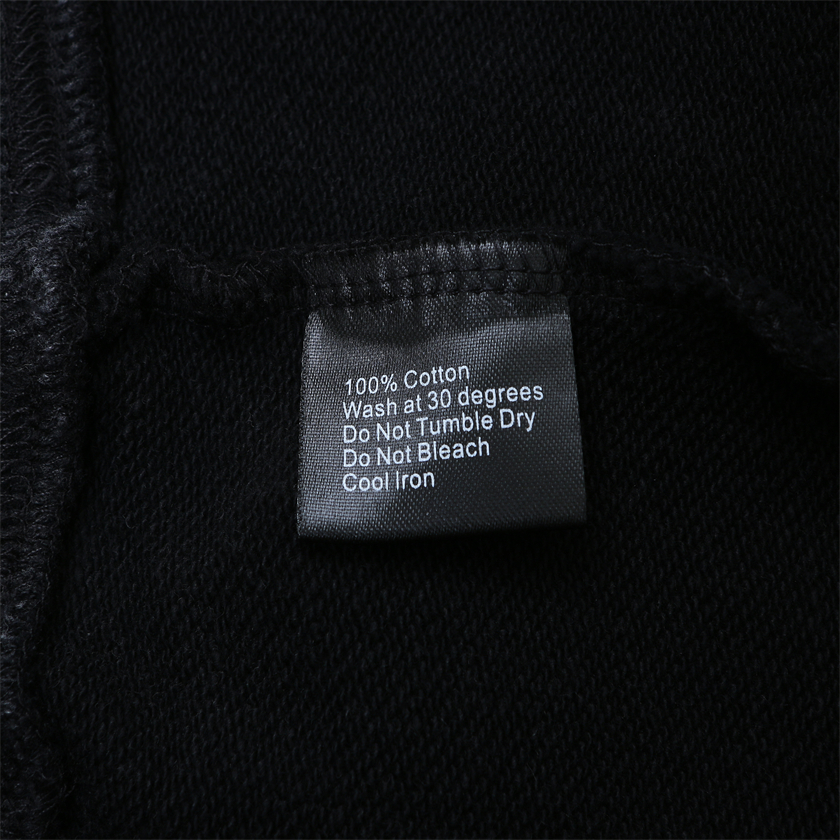 100% Cotton
Wash at 30 degrees
Do Not Tumble Dry
Do Not Bleach
Cool Iron